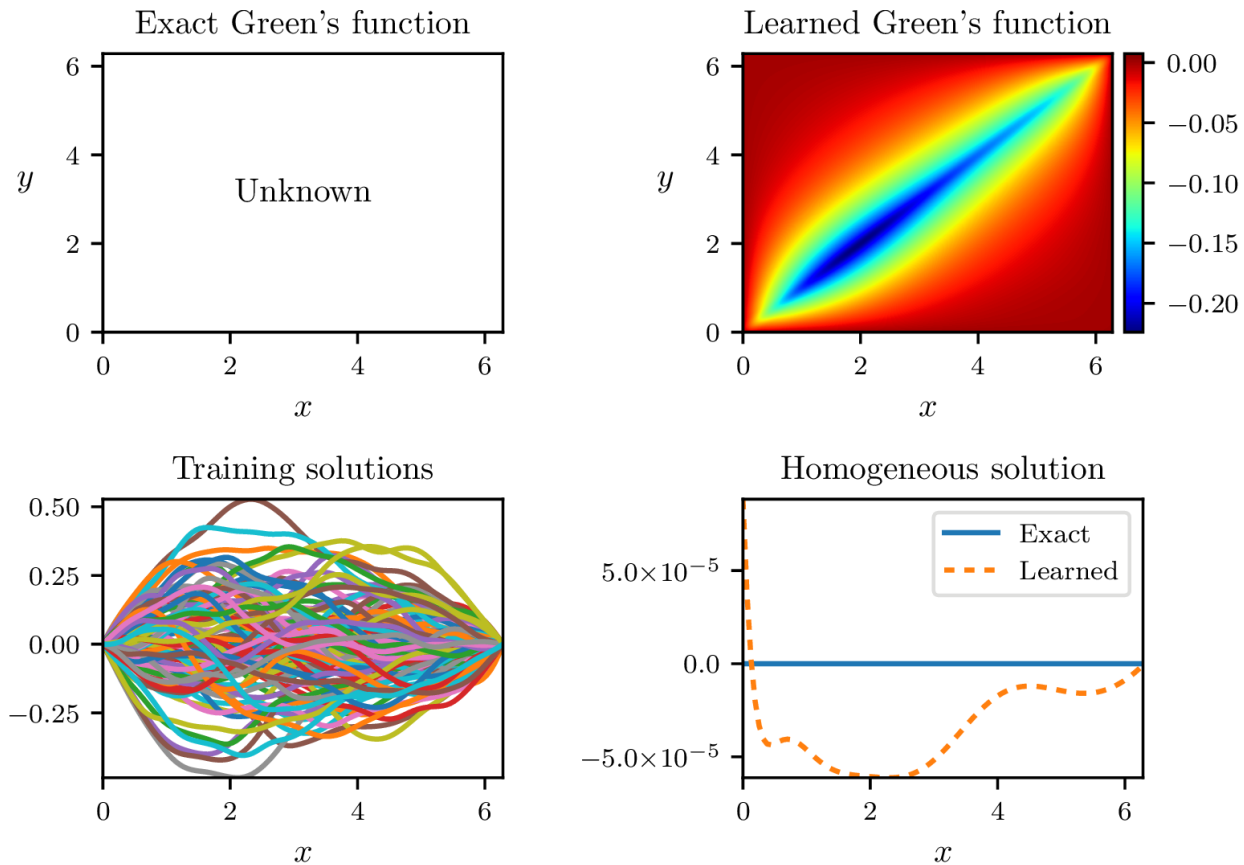 Exact Green's function
6
4
2
0
y
Unknown
0 2 4 6
x
Learned Green's function
6
4
2
0
y
0 2 4 6
x
0.00
−0.05
−0.10
−0.15
−0.20
Training solutions
0.50
0.25
0.00
−0.25
0 2 4 6
x
Homogeneous solution
5.0×10⁻⁵
0.0
−5.0×10⁻⁵
Exact
Learned
0 2 4 6
x